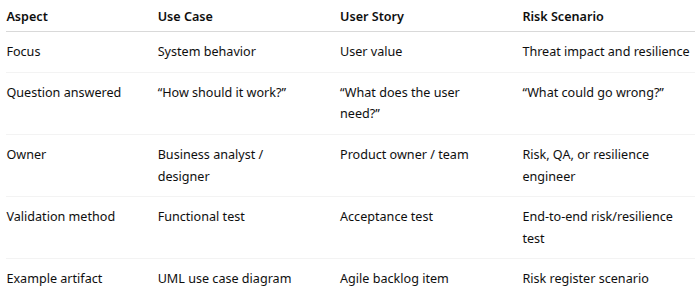 Aspect Use Case User Story Risk Scenario
Focus System behavior User value Threat impact and resilience
Question answered “How should it work?” “What does the user need?” “What could go wrong?”
Owner Business analyst / designer Product owner / team Risk, QA, or resilience engineer
Validation method Functional test Acceptance test End-to-end risk/resilience test
Example artifact UML use case diagram Agile backlog item Risk register scenario